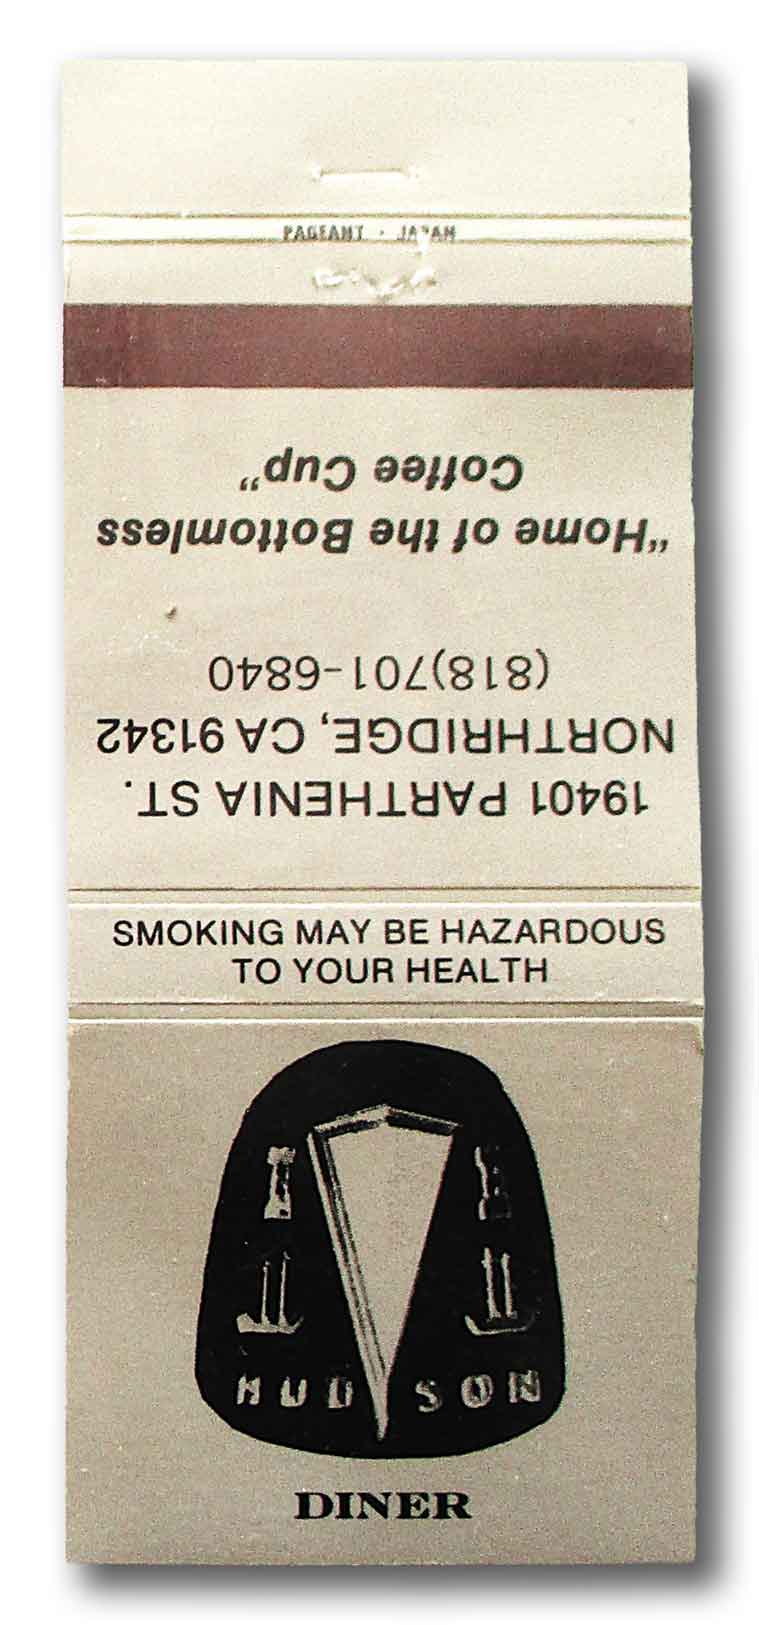 PAGEANT · JAPAN
19401 PARTHENIA ST.
NORTHRIDGE, CA 91342
(818)701-6840
"Home of the Bottomless
Coffee Cup"
SMOKING MAY BE HAZARDOUS
TO YOUR HEALTH
HUDSON
DINER